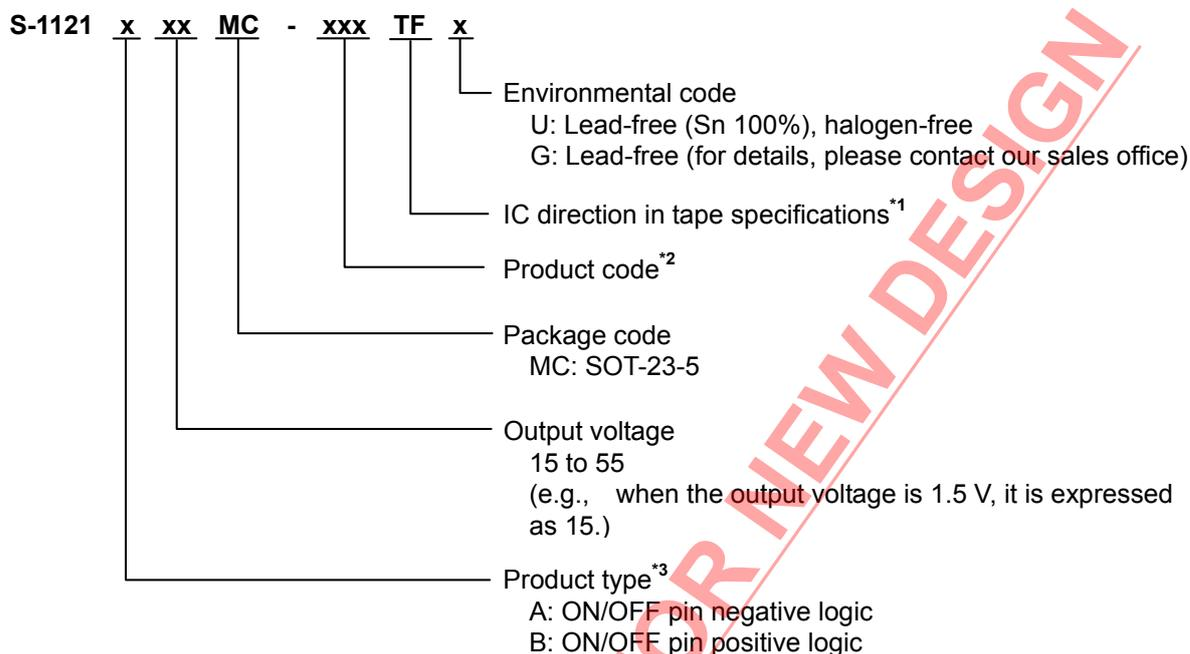 S-1121 x xx MC - xxx TF x
Environmental code
U: Lead-free (Sn 100%), halogen-free
G: Lead-free (for details, please contact our sales office)
IC direction in tape specifications*1
Product code*2
Package code
MC: SOT-23-5
Output voltage
15 to 55
(e.g., when the output voltage is 1.5 V, it is expressed
as 15.)
Product type*3
A: ON/OFF pin negative logic
B: ON/OFF pin positive logic
OR NEW DESIGN